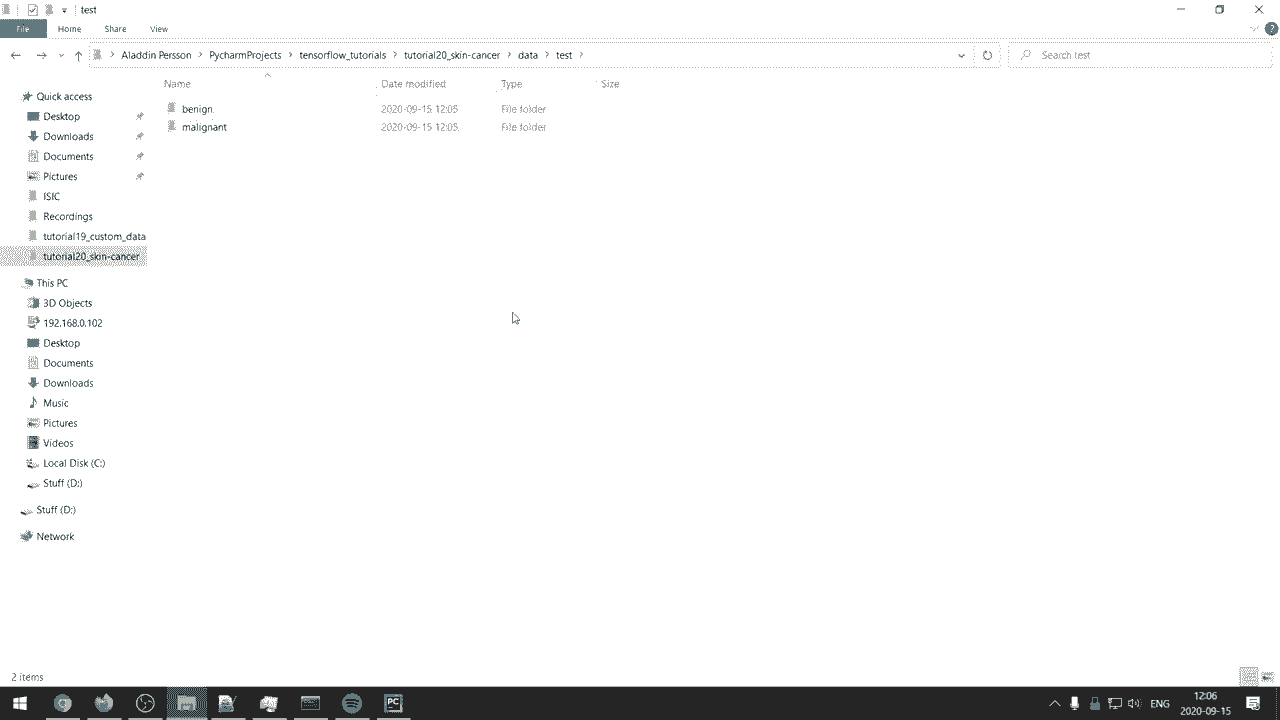 test
File Home Share View
Aladdin Persson > PycharmProjects > tensorflow_tutorials > tutorial20_skin-cancer > data > test >
Search test
Name Date modified Type Size
benign 2020-09-15 12:05 File folder
malignant 2020-09-15 12:05 File folder
Quick access
Desktop
Downloads
Documents
Pictures
ISIC
Recordings
tutorial19_custom_data
tutorial20_skin-cancer
This PC
3D Objects
192.168.0.102
Desktop
Documents
Downloads
Music
Pictures
Videos
Local Disk (C:)
Stuff (D:)
Stuff (D:)
Network
2 items
PC
ENG
12:06
2020-09-15